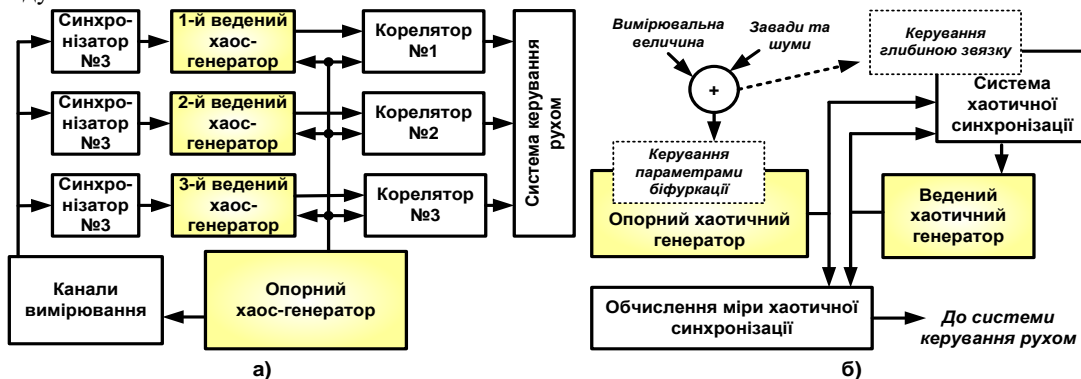 Синхро-
нізатор
№3
1-й ведений
хаос-
генератор
Корелятор
№1
Синхро-
нізатор
№3
2-й ведений
хаос-
генератор
Корелятор
№2
Синхро-
нізатор
№3
3-й ведений
хаос-
генератор
Корелятор
№3
Система керування
рухом
Канали
вимірювання
Опорний
хаос-генератор
а)
Вимірювальна
величина
Завади та
шуми
+
Керування
глибиною звязку
Система
хаотичної
синхронізації
Керування
параметрами
біфуркації
Опорний хаотичний
генератор
Ведений
хаотичний
генератор
Обчислення міри хаотичної
синхронізації
До системи
керування рухом
б)